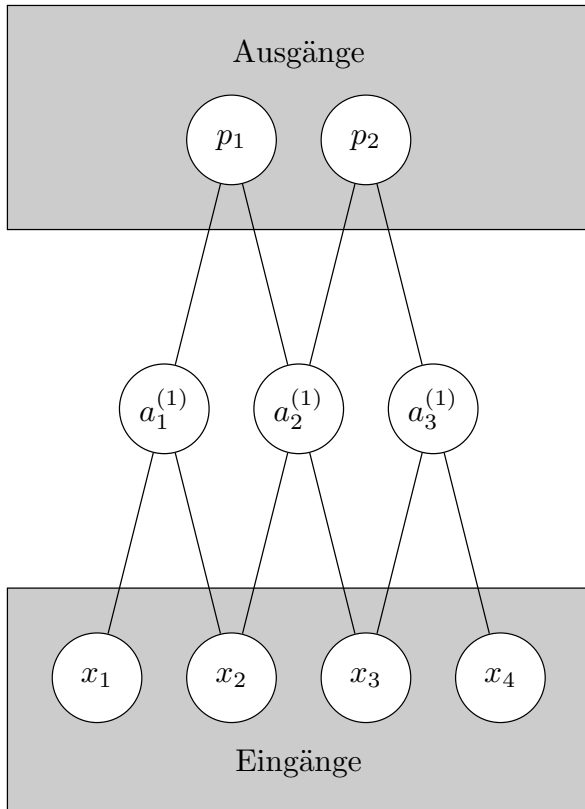 Ausgänge
p₁ p₂
a₁⁽¹⁾ a₂⁽¹⁾ a₃⁽¹⁾
x₁ x₂ x₃ x₄
Eingänge